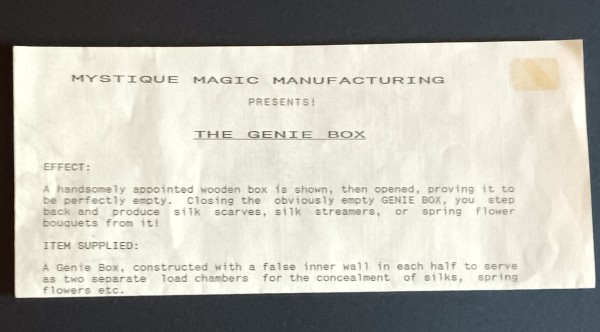 MYSTIQUE MAGIC MANUFACTURING
PRESENTS!
THE GENIE BOX
EFFECT:
A handsomely appointed wooden box is shown, then opened, proving it to
be perfectly empty. Closing the obviously empty GENIE BOX, you step
back and produce silk scarves, silk streamers, or spring flower
bouquets from it!
ITEM SUPPLIED:
A Genie Box, constructed with a false inner wall in each half to serve
as two separate load chambers for the concealment of silks, spring
flowers etc.